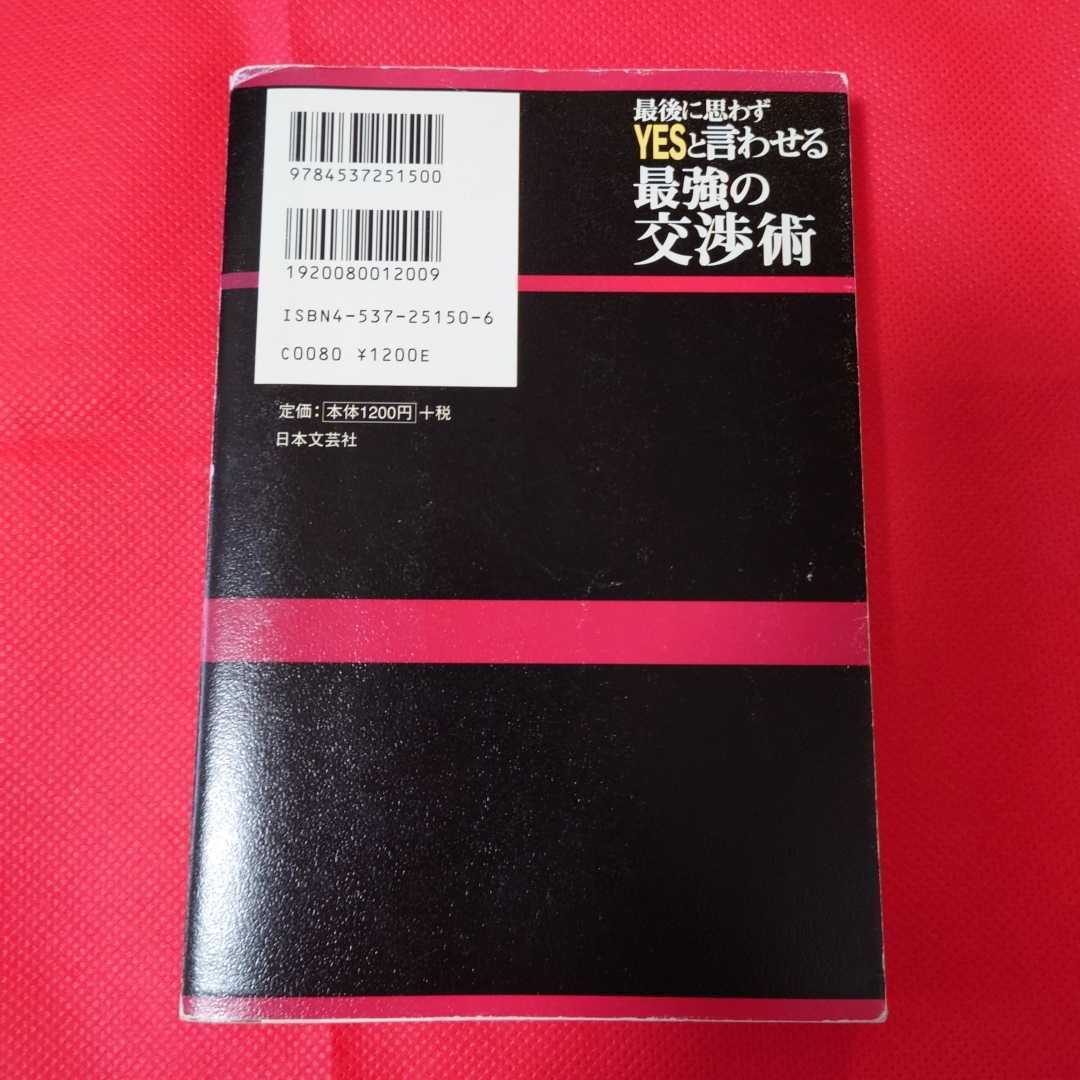 9784537251500
1920080012009
ISBN4-537-25150-6
C0080 ¥1200E
定価：本体1200円＋税
日本文芸社
最後に思わず
YESと言わせる
最強の
交渉術